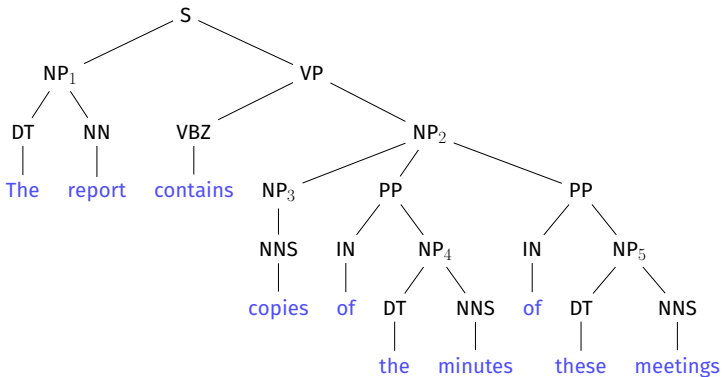 S
NP1 VP
DT NN VBZ NP2
The report contains NP3 PP PP
NNS IN NP4 IN NP5
copies of DT NNS of DT NNS
the minutes these meetings